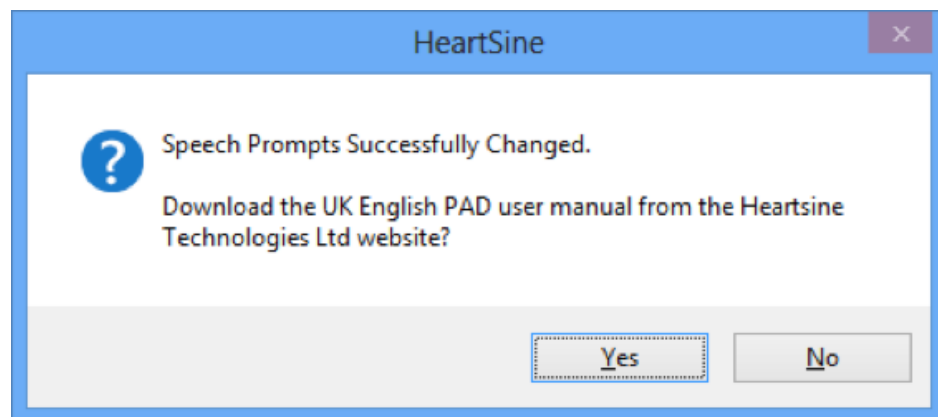 HeartSine
Speech Prompts Successfully Changed.
Download the UK English PAD user manual from the Heartsine
Technologies Ltd website?
Yes
No